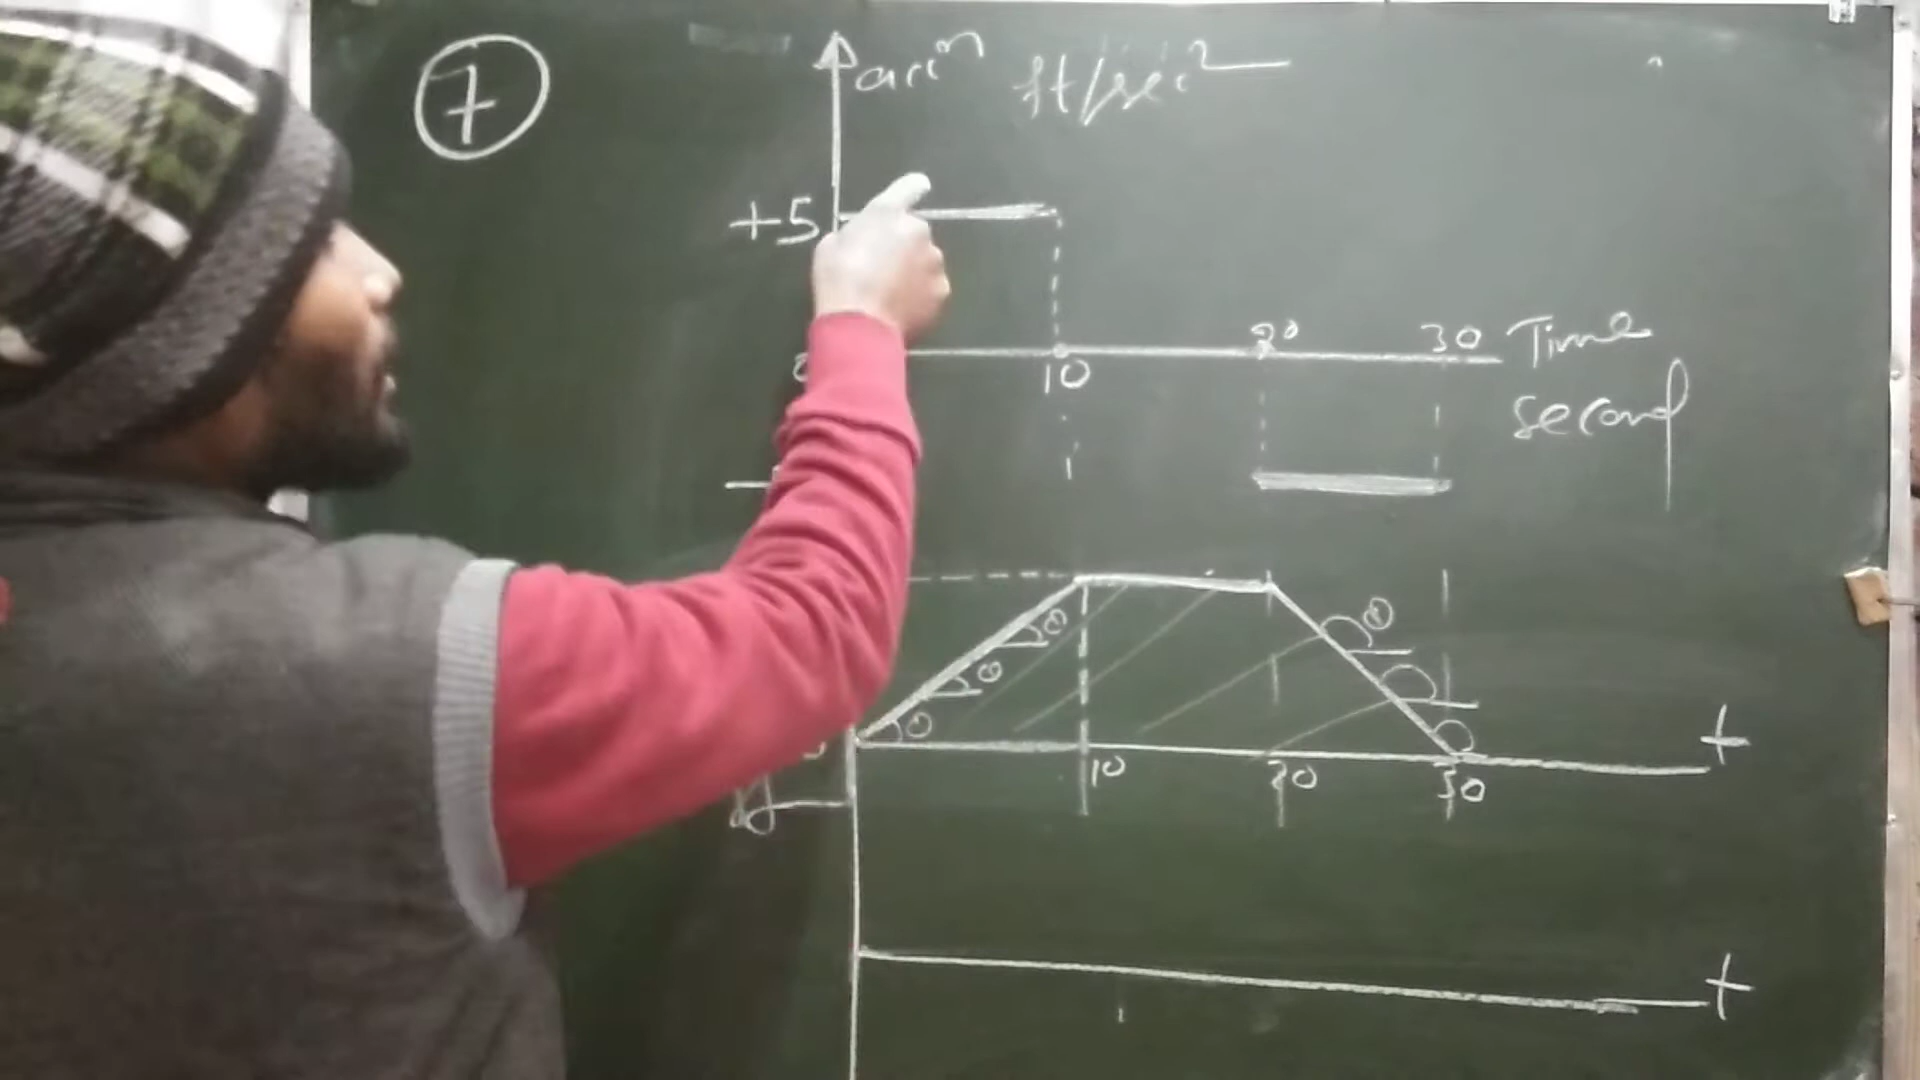 7
accⁿ ft/sec²
+5
10 20 30 Time
second
θ θ
θ
θ
t
10 20 30
y
t